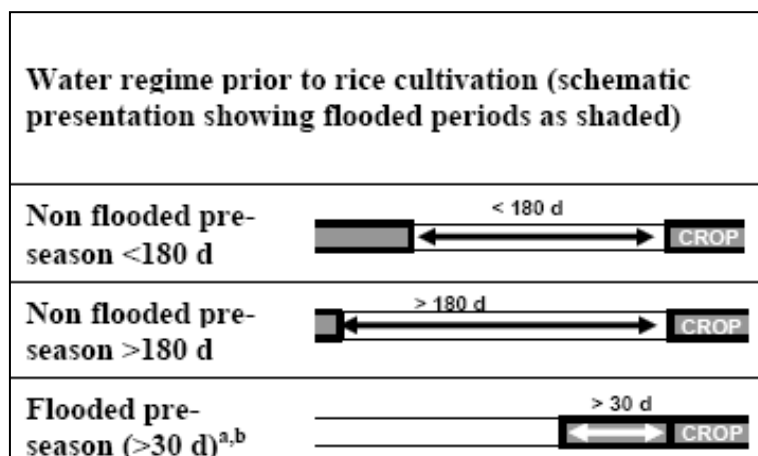 Water regime prior to rice cultivation (schematic
presentation showing flooded periods as shaded)
Non flooded pre-
season <180 d
< 180 d
CROP
Non flooded pre-
season >180 d
> 180 d
CROP
Flooded pre-
season (>30 d)a,b
> 30 d
CROP